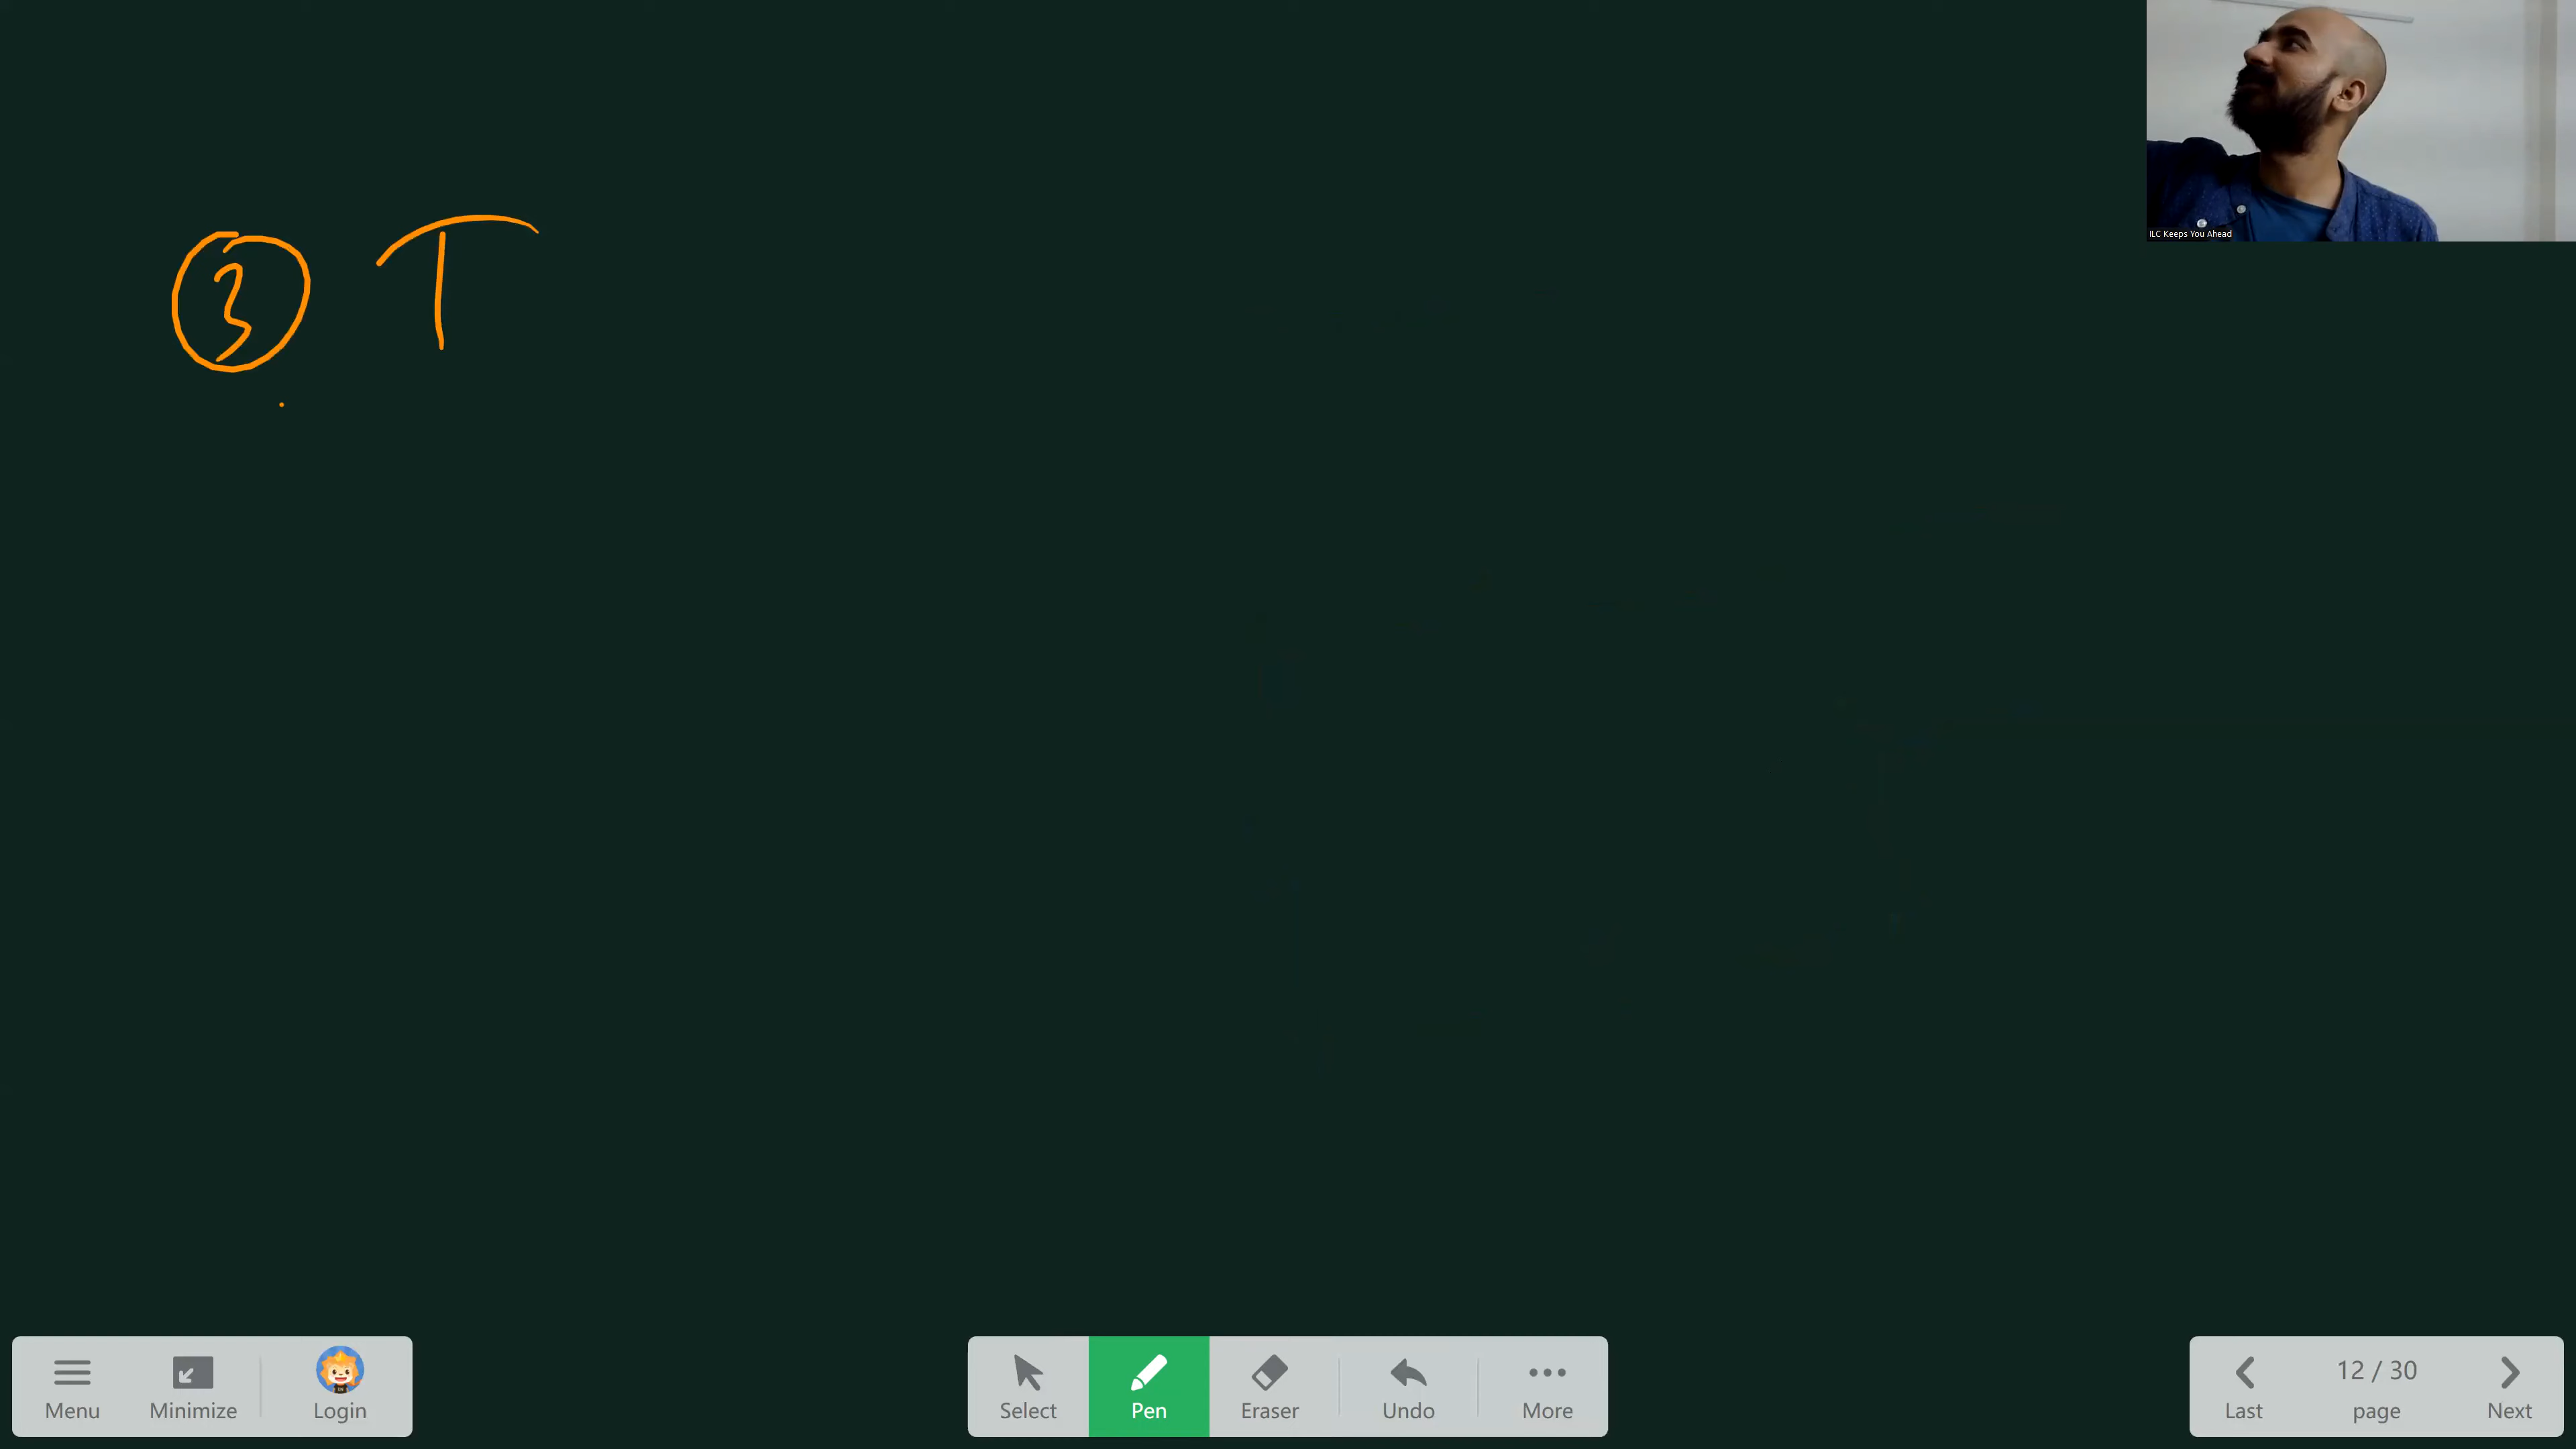 ③ T
ILC Keeps You Ahead
Menu Minimize Login
Select Pen Eraser Undo More
12 / 30
Last page Next